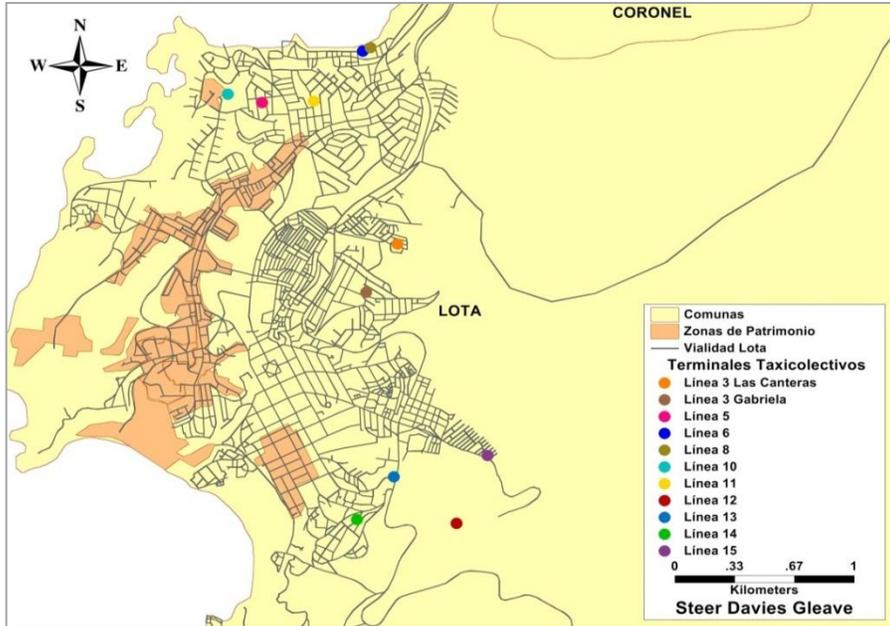 CORONEL
N
W E
S
LOTA
Comunas
Zonas de Patrimonio
Vialidad Lota
Terminales Taxicolectivos
Línea 3 Las Canteras
Línea 3 Gabriela
Línea 5
Línea 6
Línea 8
Línea 10
Línea 11
Línea 12
Línea 13
Línea 14
Línea 15
0 .33 .67 1
Kilometers
Steer Davies Gleave